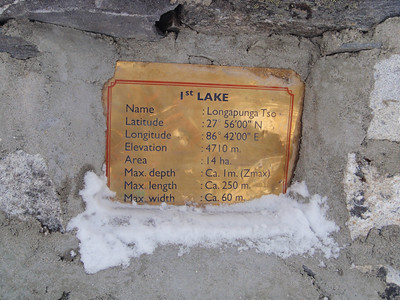 1st LAKE
Name : Longapunga Tso
Latitude : 27° 56'00" N
Longitude : 86° 42'00" E
Elevation : 4710 m.
Area : 14 ha.
Max. depth : Ca. 1m. (Zmax)
Max. length : Ca. 250 m.
Max. width : Ca. 60 m.